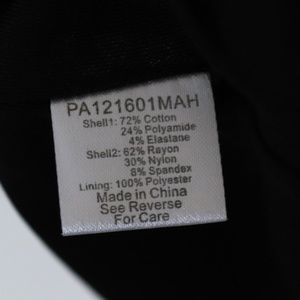 PA121601MAH
Shell1: 72% Cotton
24% Polyamide
4% Elastane
Shell2: 62% Rayon
30% Nylon
8% Spandex
Lining: 100% Polyester
Made in China
See Reverse
For Care